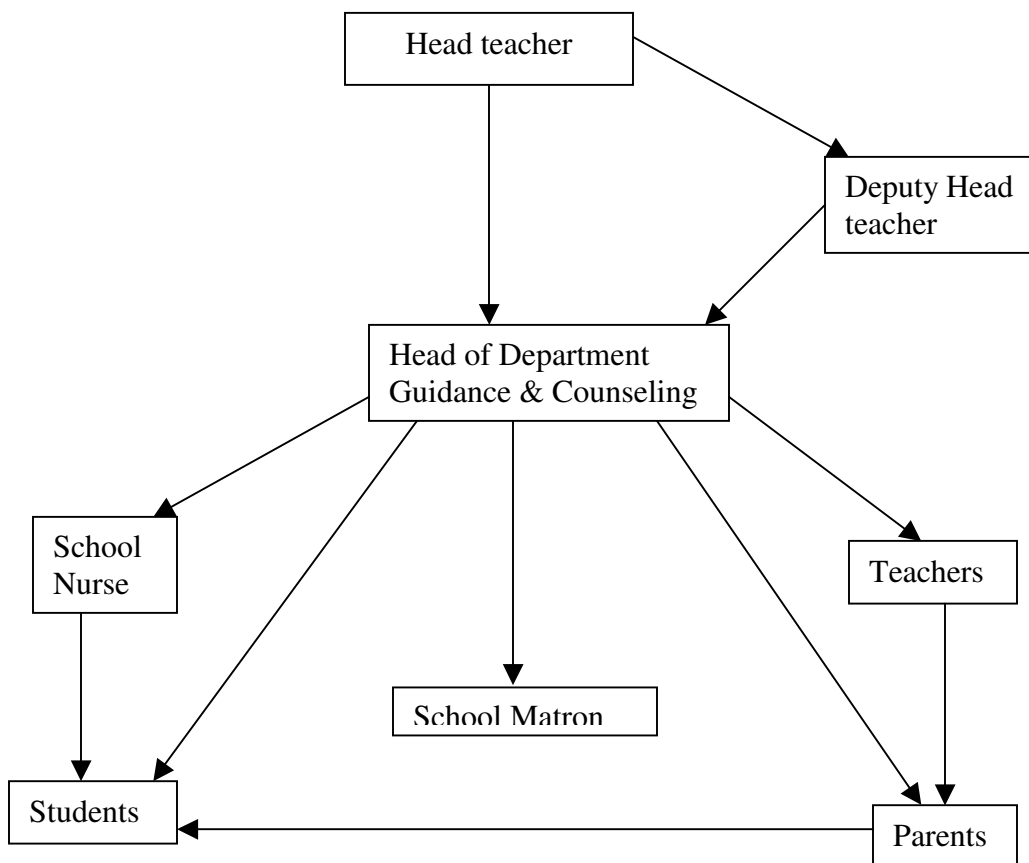 Head teacher
Deputy Head
teacher
Head of Department
Guidance & Counseling
School
Nurse
Teachers
School Matron
Students
Parents